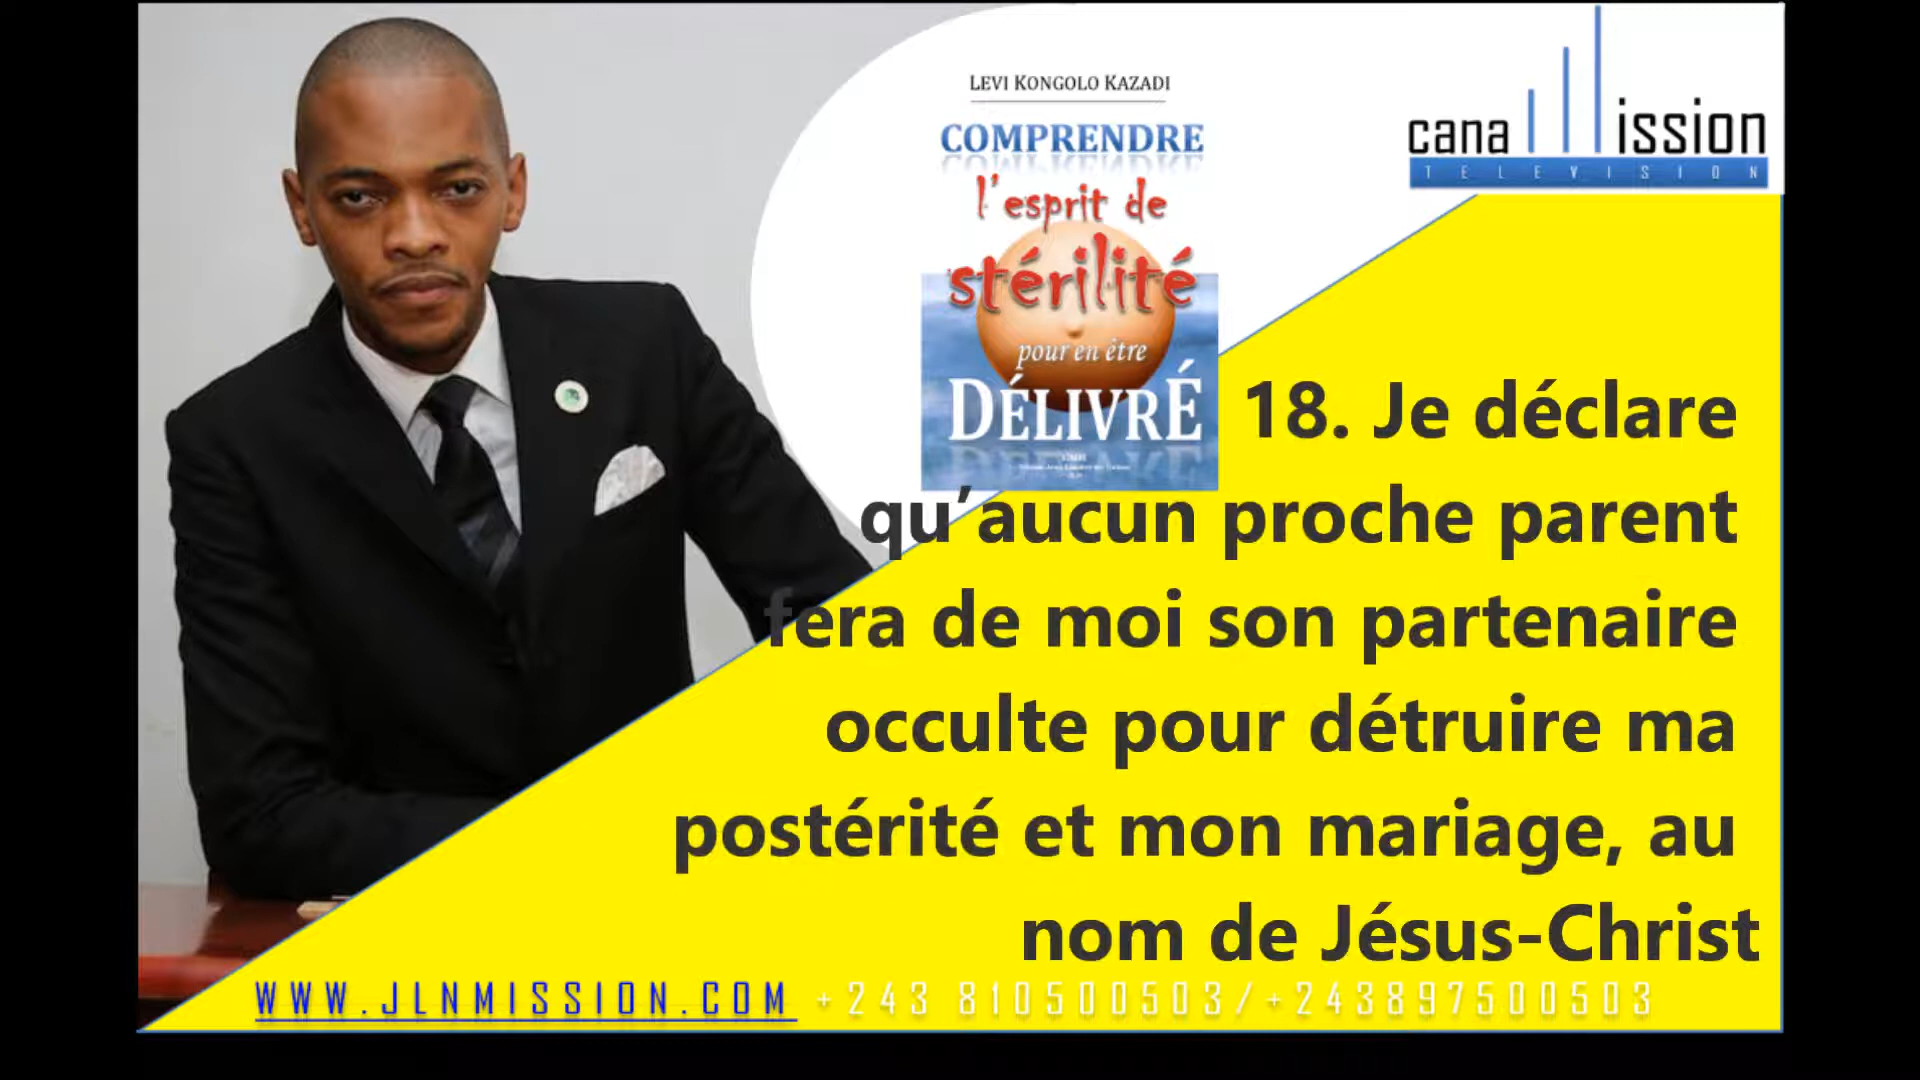 LEVI KONGOLO KAZADI
COMPRENDRE
l'esprit de
stérilité
pour en être
DÉLIVRÉ
cana ission
TELEVISION
18. Je déclare
qu'aucun proche parent
fera de moi son partenaire
occulte pour détruire ma
postérité et mon mariage, au
nom de Jésus-Christ
WWW.JLNMISSION.COM +243 810500503/+243897500503